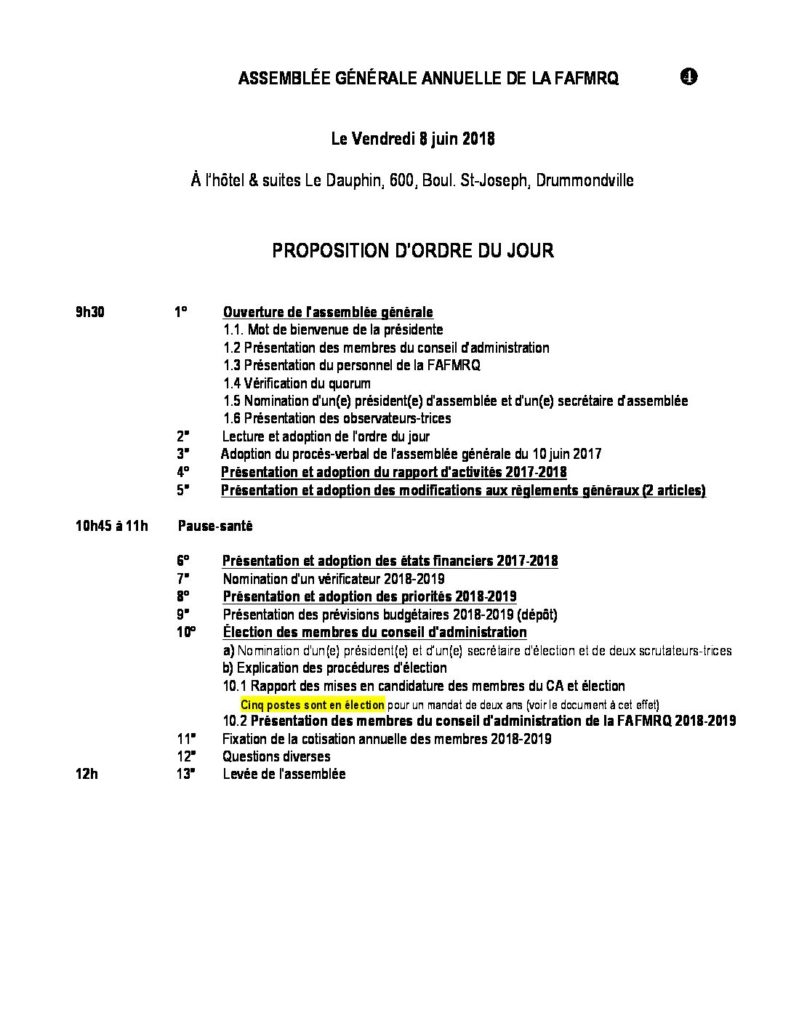 ASSEMBLÉE GÉNÉRALE ANNUELLE DE LA FAFMRQ ❹
Le Vendredi 8 juin 2018
À l'hôtel & suites Le Dauphin, 600, Boul. St-Joseph, Drummondville
PROPOSITION D'ORDRE DU JOUR
9h30 1° Ouverture de l'assemblée générale
1.1. Mot de bienvenue de la présidente
1.2 Présentation des membres du conseil d'administration
1.3 Présentation du personnel de la FAFMRQ
1.4 Vérification du quorum
1.5 Nomination d'un(e) président(e) d'assemblée et d'un(e) secrétaire d'assemblée
1.6 Présentation des observateurs-trices
2° Lecture et adoption de l'ordre du jour
3° Adoption du procès-verbal de l'assemblée générale du 10 juin 2017
4° Présentation et adoption du rapport d'activités 2017-2018
5° Présentation et adoption des modifications aux règlements généraux (2 articles)
10h45 à 11h Pause-santé
6° Présentation et adoption des états financiers 2017-2018
7° Nomination d'un vérificateur 2018-2019
8° Présentation et adoption des priorités 2018-2019
9° Présentation des prévisions budgétaires 2018-2019 (dépôt)
10° Élection des membres du conseil d'administration
a) Nomination d'un(e) président(e) et d'un(e) secrétaire d'élection et de deux scrutateurs-trices
b) Explication des procédures d'élection
10.1 Rapport des mises en candidature des membres du CA et élection
Cinq postes sont en élection pour un mandat de deux ans (voir le document à cet effet)
10.2 Présentation des membres du conseil d'administration de la FAFMRQ 2018-2019
11° Fixation de la cotisation annuelle des membres 2018-2019
12° Questions diverses
12h 13° Levée de l'assemblée